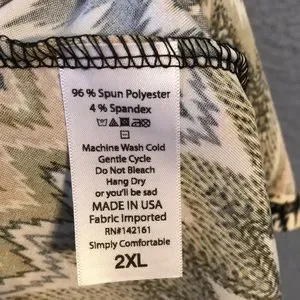 96 % Spun Polyester
4 % Spandex
Machine Wash Cold
Gentle Cycle
Do Not Bleach
Hang Dry
or you'll be sad
MADE IN USA
Fabric Imported
RN#142161
Simply Comfortable
2XL